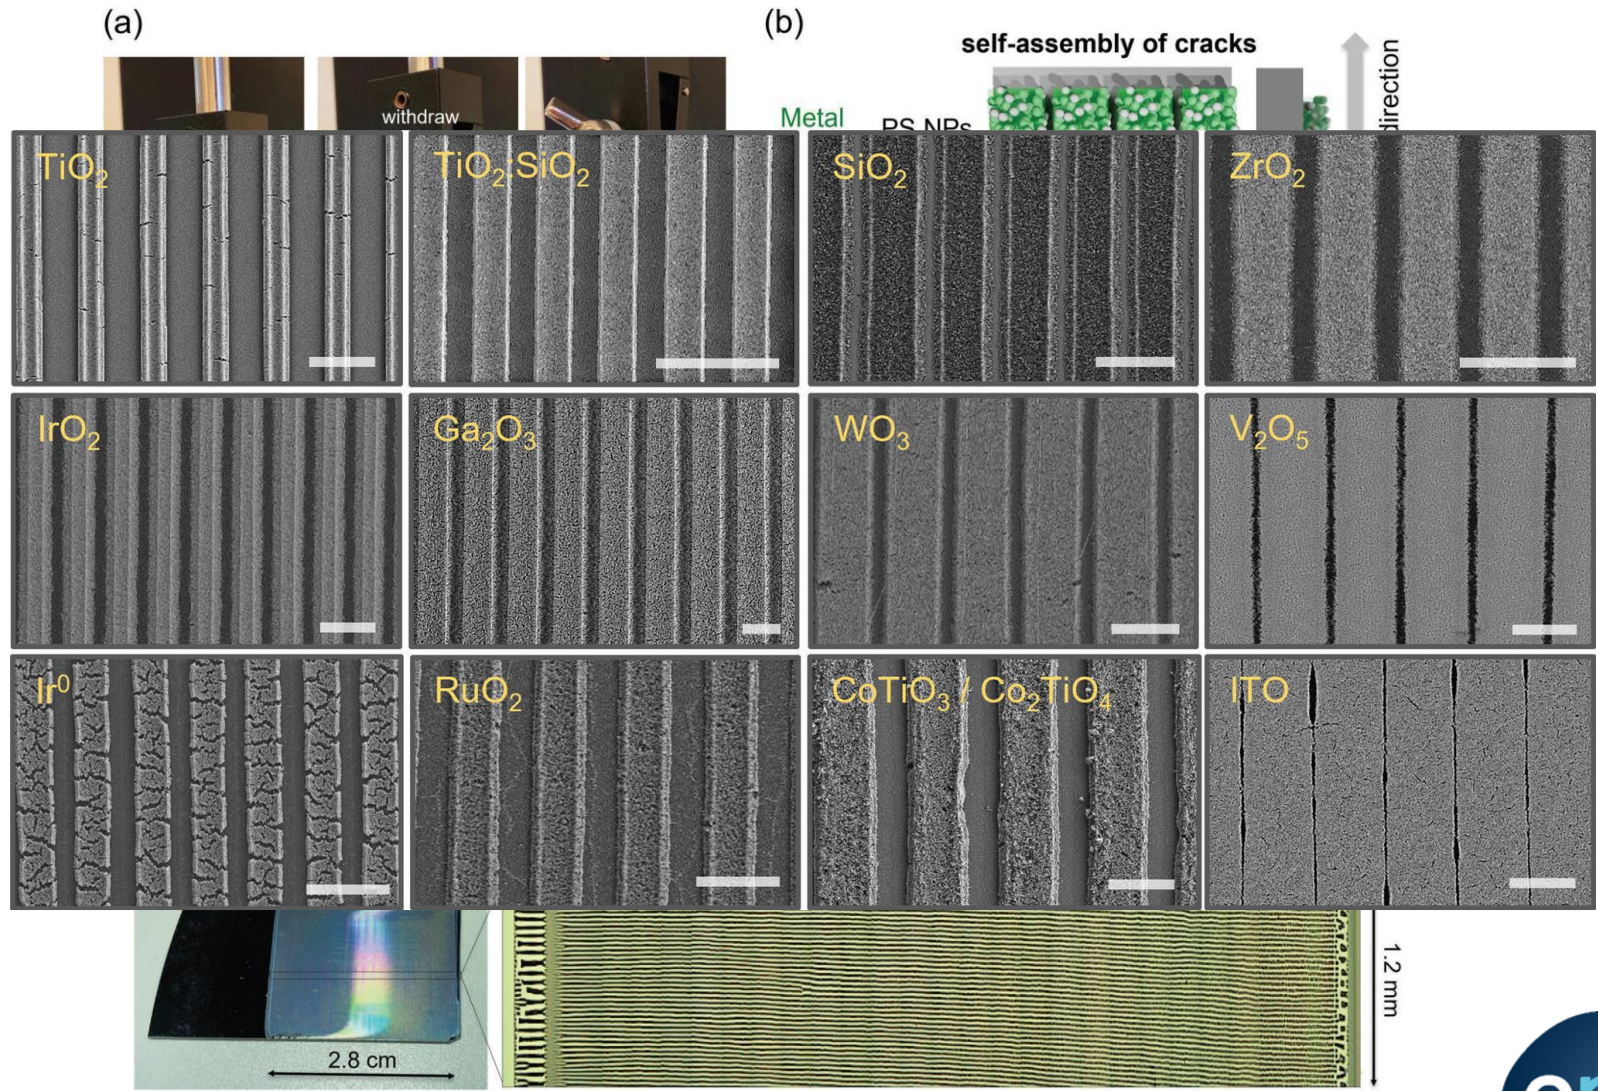 (a)
(b)
self-assembly of cracks
withdraw
Metal
PS NPs
direction
TiO₂
TiO₂:SiO₂
SiO₂
ZrO₂
IrO₂
Ga₂O₃
WO₃
V₂O₅
Ir⁰
RuO₂
CoTiO₃ / Co₂TiO₄
ITO
2.8 cm
1.2 mm